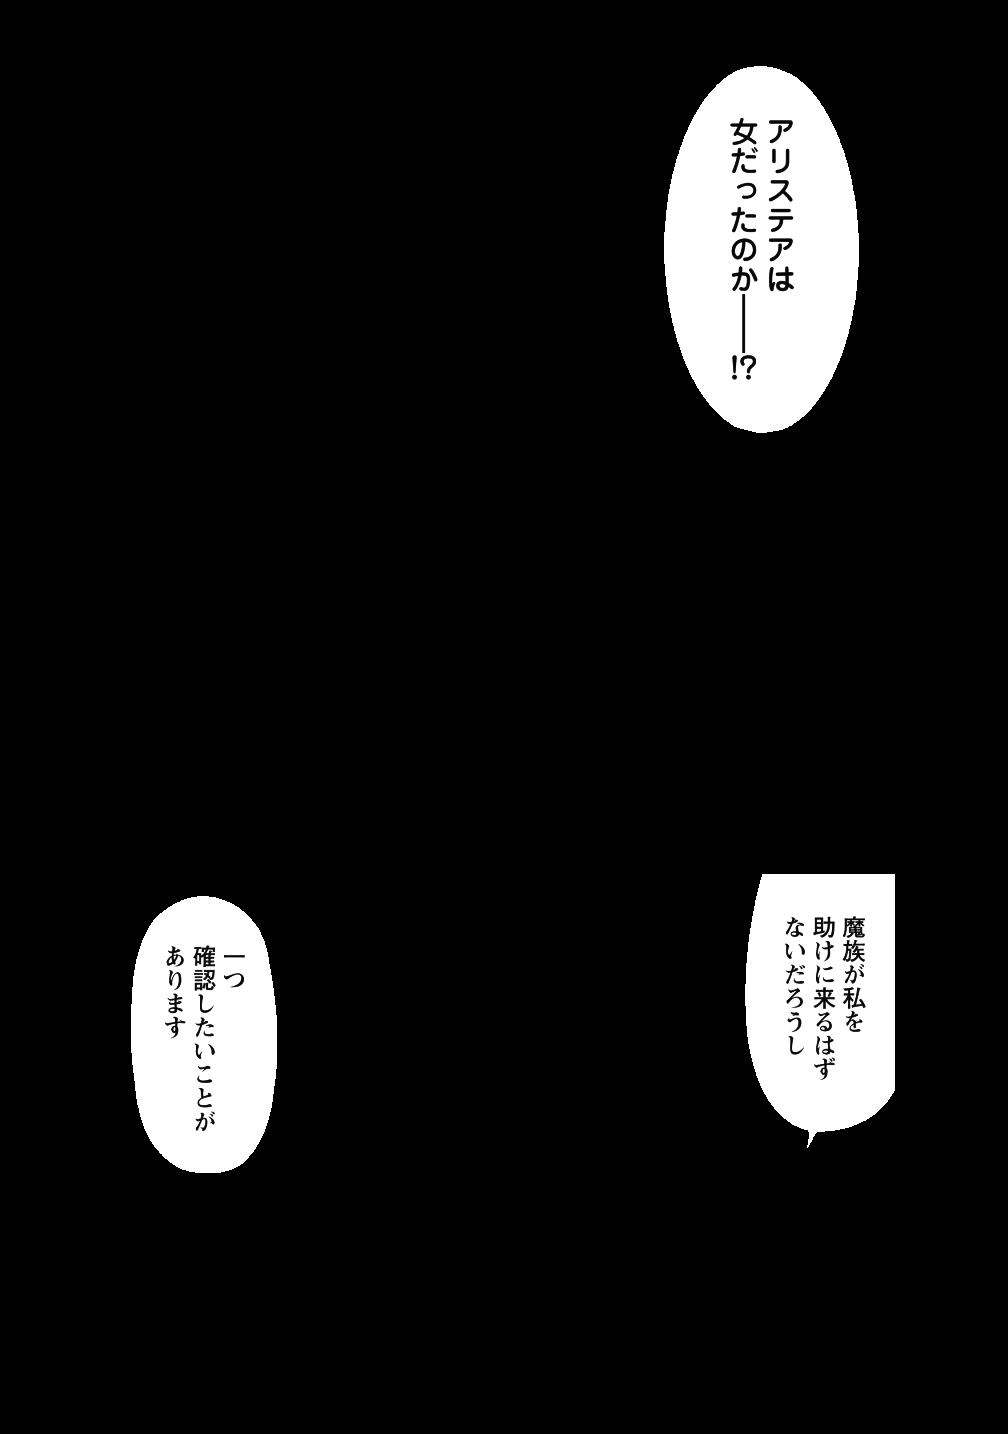 アリステアは
女だったのか――!?
魔族が私を
助けに来るはず
ないだろうし
一つ
確認したいことが
あります